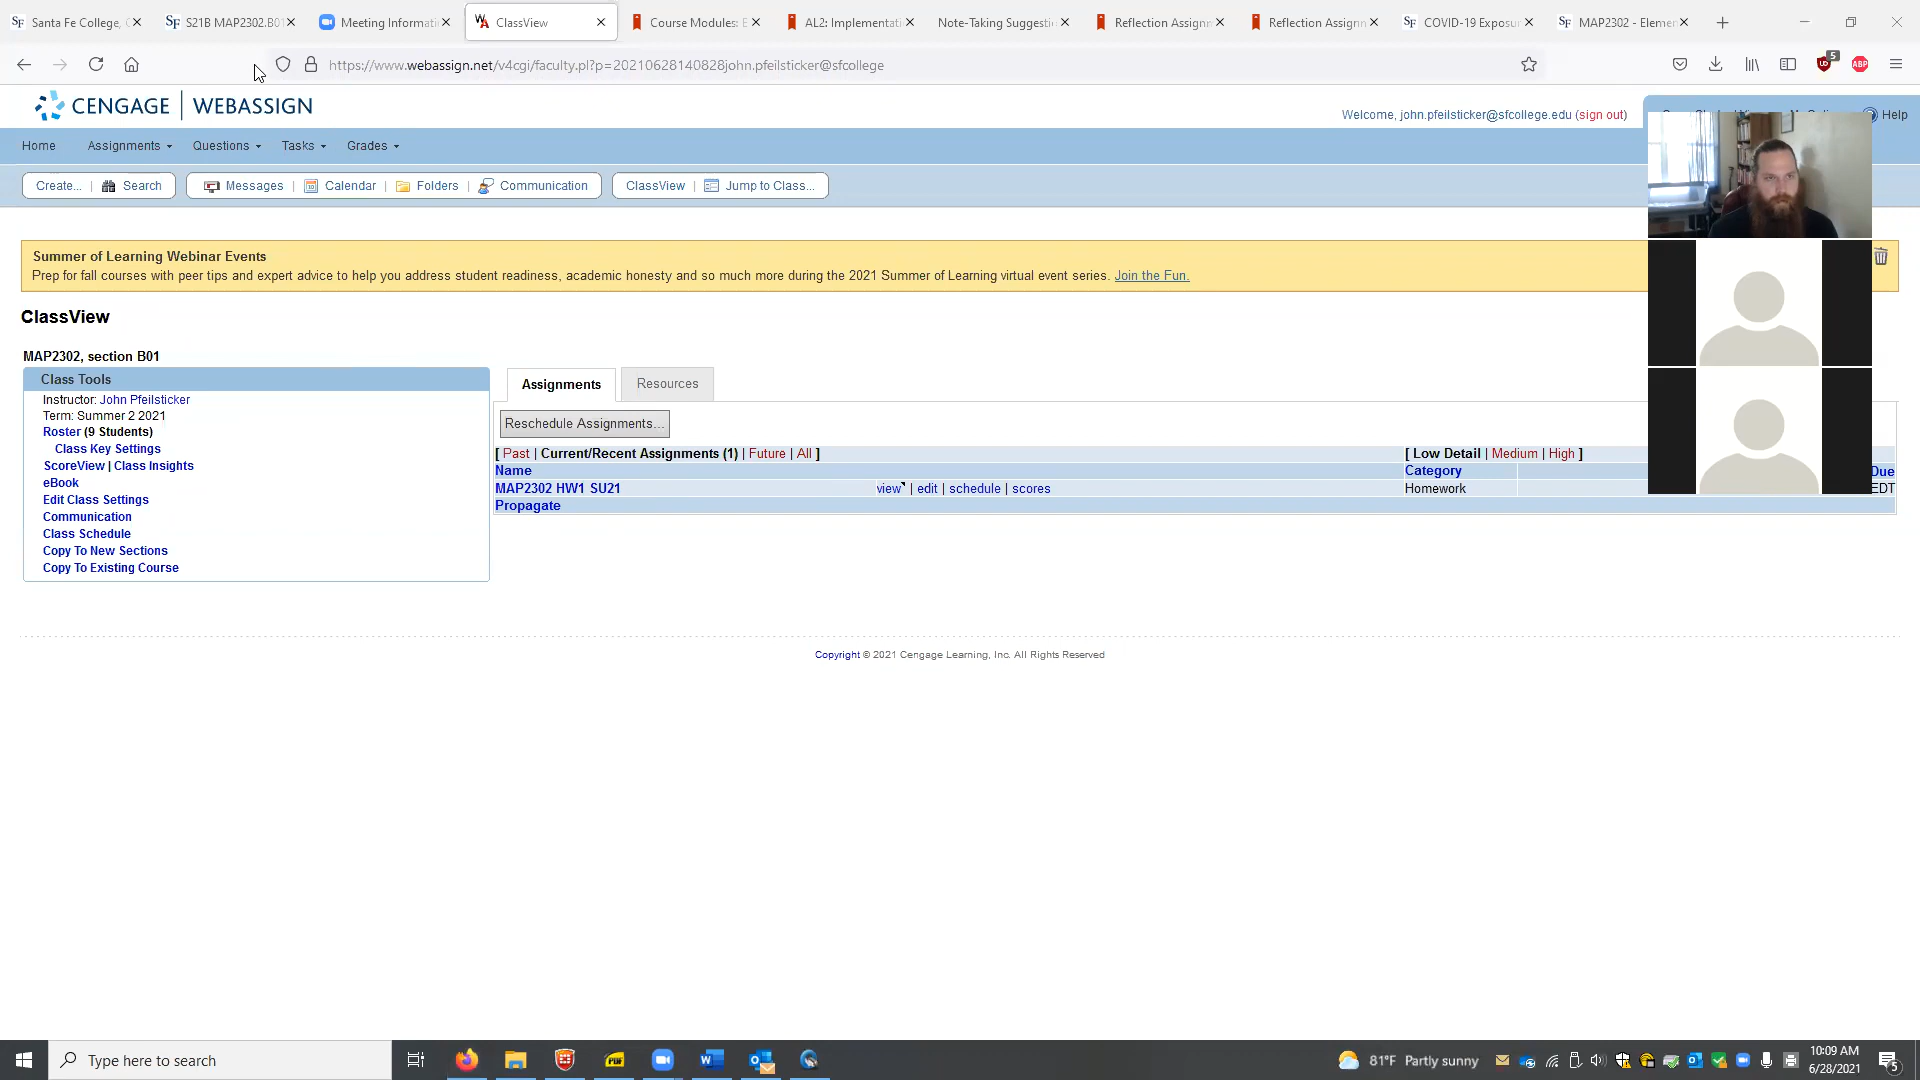 Santa Fe College, C
S21B MAP2302.B01
Meeting Informati
ClassView
Course Modules: E
AL2: Implementati
Note-Taking Suggesti
Reflection Assignm
Reflection Assignm
COVID-19 Exposur
MAP2302 - Elemen
https://www.webassign.net/v4cgi/faculty.pl?p=20210628140828john.pfeilsticker@sfcollege
5
ABP
CENGAGE | WEBASSIGN
Welcome, john.pfeilsticker@sfcollege.edu (sign out)
Help
Home Assignments Questions Tasks Grades
Create... | Search Messages | Calendar | Folders | Communication ClassView | Jump to Class...
Summer of Learning Webinar Events
Prep for fall courses with peer tips and expert advice to help you address student readiness, academic honesty and so much more during the 2021 Summer of Learning virtual event series. Join the Fun.
ClassView
MAP2302, section B01
Class Tools
Instructor: John Pfeilsticker
Term: Summer 2 2021
Roster (9 Students)
Class Key Settings
ScoreView | Class Insights
eBook
Edit Class Settings
Communication
Class Schedule
Copy To New Sections
Copy To Existing Course
Assignments Resources
Reschedule Assignments...
[ Past | Current/Recent Assignments (1) | Future | All ] [ Low Detail | Medium | High ]
Name Category Due
MAP2302 HW1 SU21 view | edit | schedule | scores Homework EDT
Propagate
Copyright © 2021 Cengage Learning, Inc. All Rights Reserved
Type here to search
PDF
81°F Partly sunny
10:09 AM
6/28/2021
5